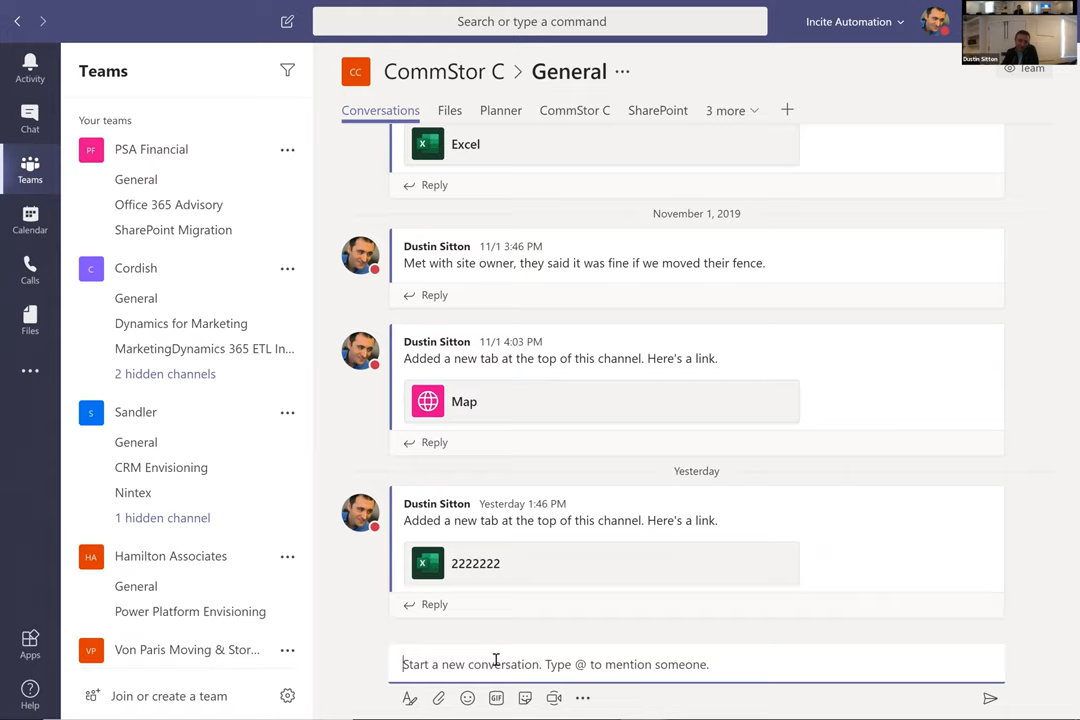 Search or type a command
Incite Automation
Dustin Sitton
Activity
Chat
Teams
Calendar
Calls
Files
Apps
Help
Teams
Your teams
PF
PSA Financial
General
Office 365 Advisory
SharePoint Migration
C
Cordish
General
Dynamics for Marketing
MarketingDynamics 365 ETL In...
2 hidden channels
S
Sandler
General
CRM Envisioning
Nintex
1 hidden channel
HA
Hamilton Associates
General
Power Platform Envisioning
VP
Von Paris Moving & Stor...
Join or create a team
CC
CommStor C > General
Team
Conversations
Files
Planner
CommStor C
SharePoint
3 more
Excel
Reply
November 1, 2019
Dustin Sitton 11/1 3:46 PM
Met with site owner, they said it was fine if we moved their fence.
Reply
Dustin Sitton 11/1 4:03 PM
Added a new tab at the top of this channel. Here's a link.
Map
Reply
Yesterday
Dustin Sitton Yesterday 1:46 PM
Added a new tab at the top of this channel. Here's a link.
2222222
Reply
Start a new conversation. Type @ to mention someone.
GIF